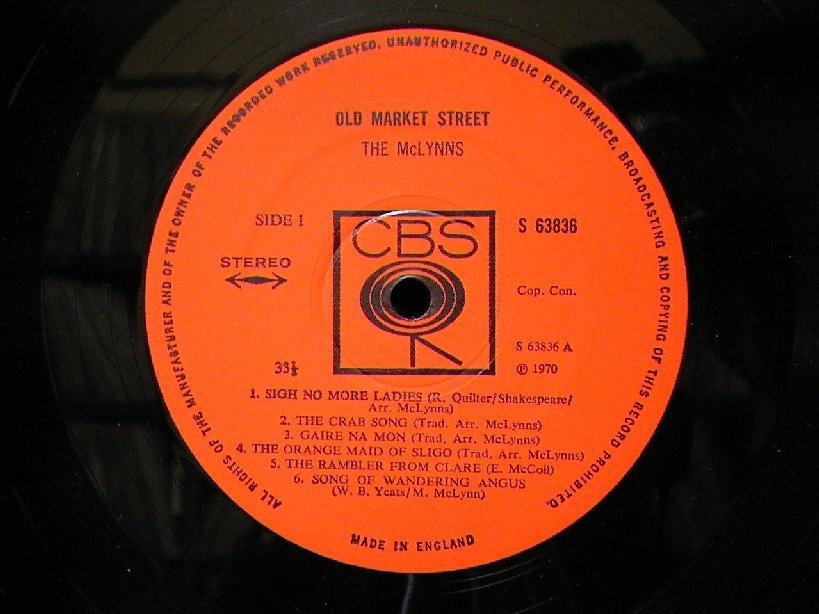 ALL RIGHTS OF THE MANUFACTURER AND OF THE OWNER OF THE RECORDED WORK RESERVED. UNAUTHORIZED PUBLIC PERFORMANCE, BROADCASTING AND COPYING OF THIS RECORD PROHIBITED.
OLD MARKET STREET
THE McLYNNS
SIDE 1
CBS
S 63836
STEREO
Cop. Con.
S 63836 A
33⅓
℗ 1970
1. SIGH NO MORE LADIES (R. Quilter/Shakespeare/
Arr. McLynns)
2. THE CRAB SONG (Trad. Arr. McLynns)
3. GAIRE NA MON (Trad. Arr. McLynns)
4. THE ORANGE MAID OF SLIGO (Trad. Arr. McLynns)
5. THE RAMBLER FROM CLARE (E. McColl)
6. SONG OF WANDERING ANGUS
(W. B. Yeats/M. McLynn)
MADE IN ENGLAND